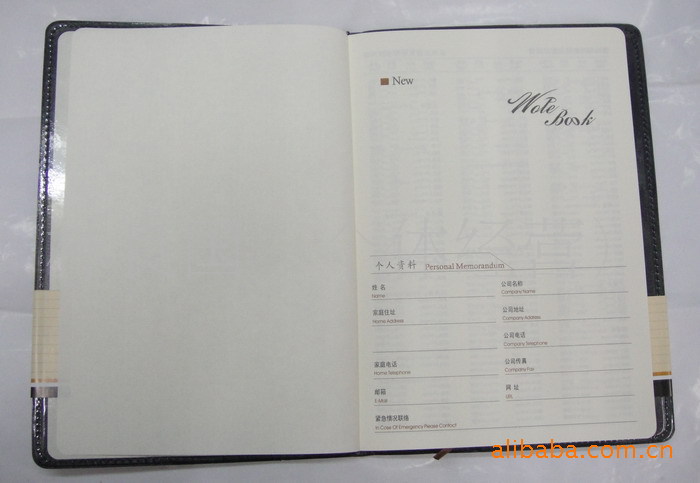 New
Note
Book
个人资料 Personal Memorandum
姓 名
Name
公司名称
Company Name
家庭住址
Home Address
公司地址
Company Address
公司电话
Company Telephone
家庭电话
Home Telephone
公司传真
Company Fax
邮箱
E-Mail
网 址
URL
紧急情况联络
In Case Of Emergency Please Contact
alibaba.com.cn